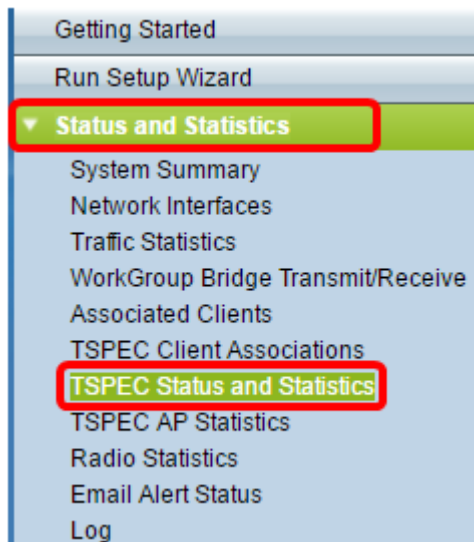 Getting Started
Run Setup Wizard
Status and Statistics
System Summary
Network Interfaces
Traffic Statistics
WorkGroup Bridge Transmit/Receive
Associated Clients
TSPEC Client Associations
TSPEC Status and Statistics
TSPEC AP Statistics
Radio Statistics
Email Alert Status
Log